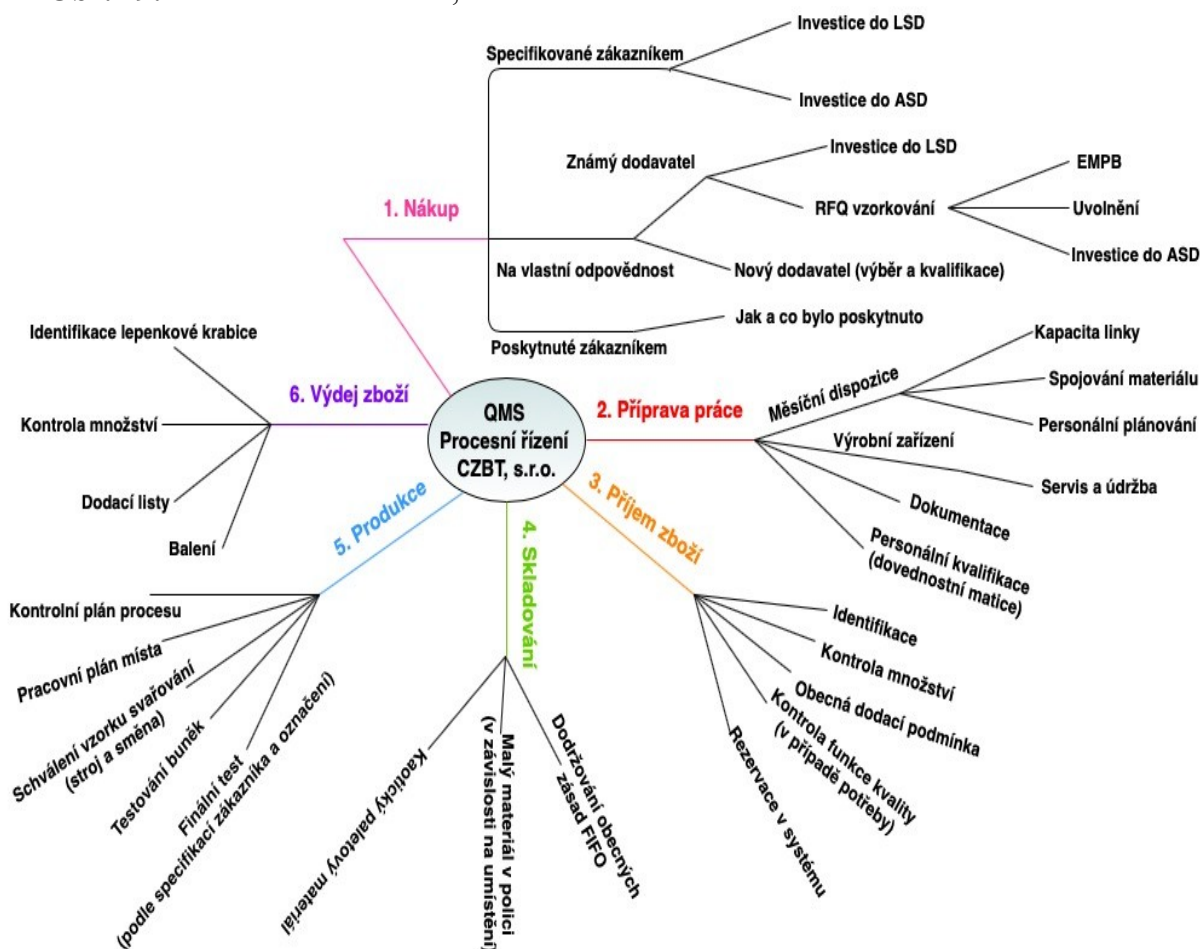 Investice do LSD
Specifikované zákazníkem
Investice do ASD
Známý dodavatel
Investice do LSD
EMPB
1. Nákup
RFQ vzorkování
Uvolnění
Investice do ASD
Na vlastní odpovědnost
Nový dodavatel (výběr a kvalifikace)
Jak a co bylo poskytnuto
Poskytnuté zákazníkem
QMS
Procesní řízení
CZBT, s.r.o.
2. Příprava práce
Měsíční dispozice
Kapacita linky
Spojování materiálu
Personální plánování
Výrobní zařízení
Servis a údržba
Dokumentace
Personální kvalifikace
(dovednostní matice)
3. Příjem zboží
Identifikace
Kontrola množství
Obecná dodací podmínka
Kontrola funkce kvality
(v případě potřeby)
Rezervace v systému
4. Skladování
Dodržování obecných
zásad FIFO
Malý materiál v polici
(v závislosti na umístění)
Kaotický paletový materiál
5. Produkce
Kontrolní plán procesu
Pracovní plán místa
Schválení vzorku svařování
(stroj a směna)
Testování buněk
Finální test
(podle specifikací zákazníka a označení)
6. Výdej zboží
Identifikace lepenkové krabice
Kontrola množství
Dodací listy
Balení